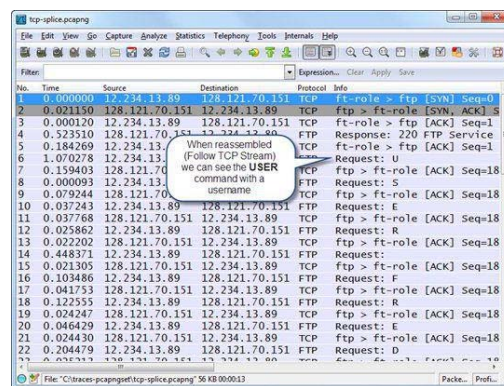 tcp-splice.pcapng
File Edit View Go Capture Analyze Statistics Telephony Tools Internals Help
Filter: Expression... Clear Apply Save
No. Time Source Destination Protocol Info
1 0.000000 12.234.13.89 128.121.70.151 TCP ft-role > ftp [SYN] Seq=0
2 0.021150 128.121.70.151 12.234.13.89 TCP ftp > ft-role [SYN, ACK] S
3 0.000120 12.234.13.89 128.121.70.151 TCP ft-role > ftp [ACK] Seq=1
4 0.523510 128.121.70.151 12.234.13.89 FTP Response: 220 FTP Service
5 0.184269 12.234.13.89 TCP ft-role > ftp [ACK] Seq=1
6 1.070278 12.234.13.89 FTP Request: U
7 0.159403 128.121.70. TCP ftp > ft-role [ACK] Seq=18
8 0.000093 12.234.13.89 FTP Request: S
9 0.079244 128.121.70. TCP ftp > ft-role [ACK] Seq=18
When reassembled
(Follow TCP Stream)
we can see the USER
command with a
username
10 0.037243 12.234.13.89 128.121.70.151 FTP Request: E
11 0.037768 128.121.70.151 12.234.13.89 TCP ftp > ft-role [ACK] Seq=18
12 0.025862 12.234.13.89 128.121.70.151 FTP Request: R
13 0.022202 128.121.70.151 12.234.13.89 TCP ftp > ft-role [ACK] Seq=18
14 0.448371 12.234.13.89 128.121.70.151 FTP Request:
15 0.021305 128.121.70.151 12.234.13.89 TCP ftp > ft-role [ACK] Seq=18
16 0.103486 12.234.13.89 128.121.70.151 FTP Request: F
17 0.041753 128.121.70.151 12.234.13.89 TCP ftp > ft-role [ACK] Seq=18
18 0.122555 12.234.13.89 128.121.70.151 FTP Request: R
19 0.024247 128.121.70.151 12.234.13.89 TCP ftp > ft-role [ACK] Seq=18
20 0.046429 12.234.13.89 128.121.70.151 FTP Request: E
21 0.024430 128.121.70.151 12.234.13.89 TCP ftp > ft-role [ACK] Seq=18
22 0.204479 12.234.13.89 128.121.70.151 FTP Request: D
File: "C:\traces-pcapngset\tcp-splice.pcapng" 56 KB 00:00:13 Packe... Profi...